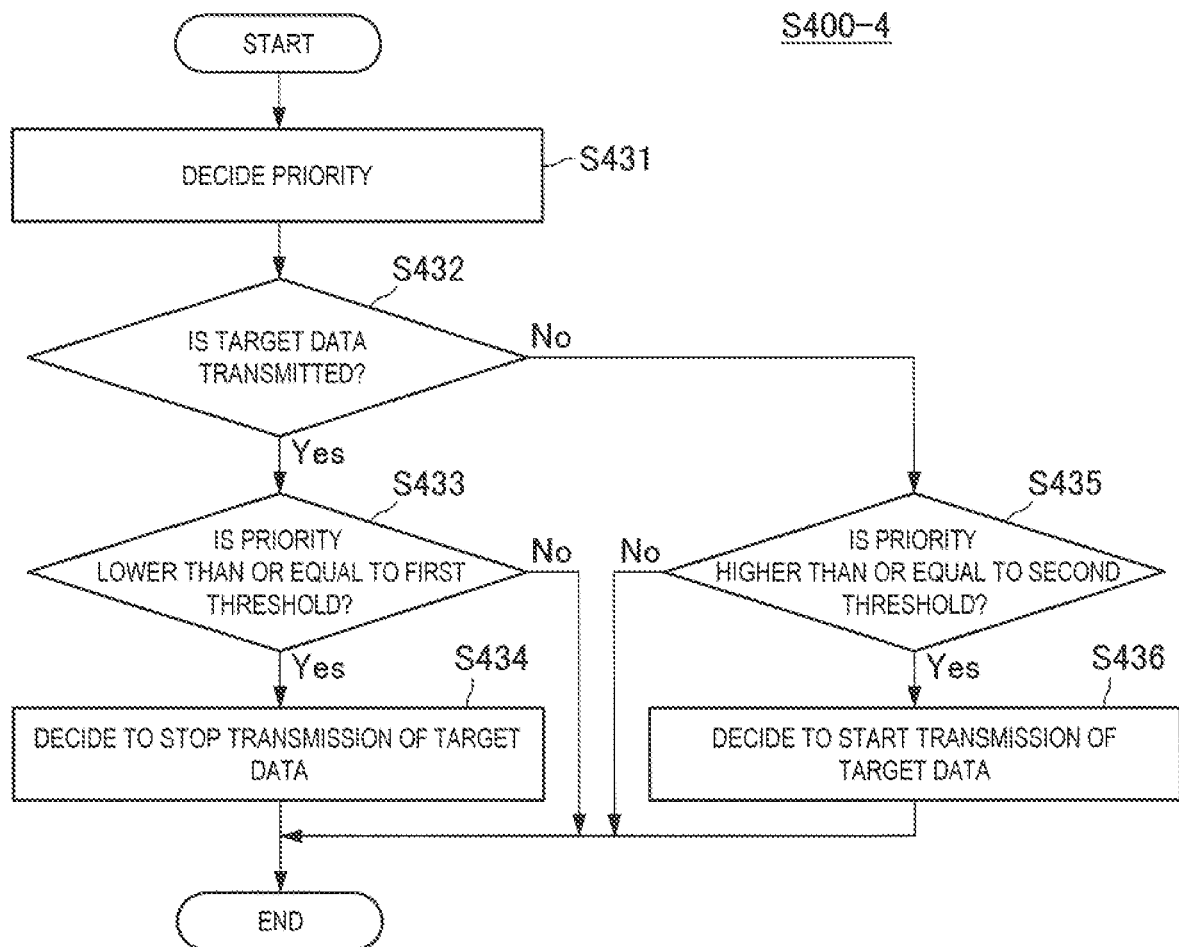 S400-4
START
DECIDE PRIORITY
S431
S432
IS TARGET DATA
TRANSMITTED?
No
Yes
S433
IS PRIORITY
LOWER THAN OR EQUAL TO FIRST
THRESHOLD?
No
Yes
S435
IS PRIORITY
HIGHER THAN OR EQUAL TO SECOND
THRESHOLD?
No
Yes
S434
DECIDE TO STOP TRANSMISSION OF TARGET
DATA
S436
DECIDE TO START TRANSMISSION OF
TARGET DATA
END